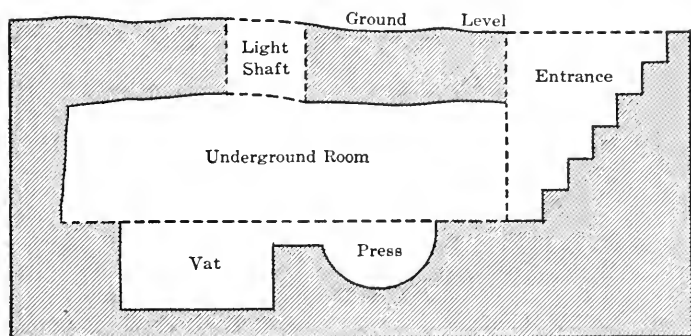 Ground Level
Light
Shaft
Entrance
Underground Room
Vat
Press